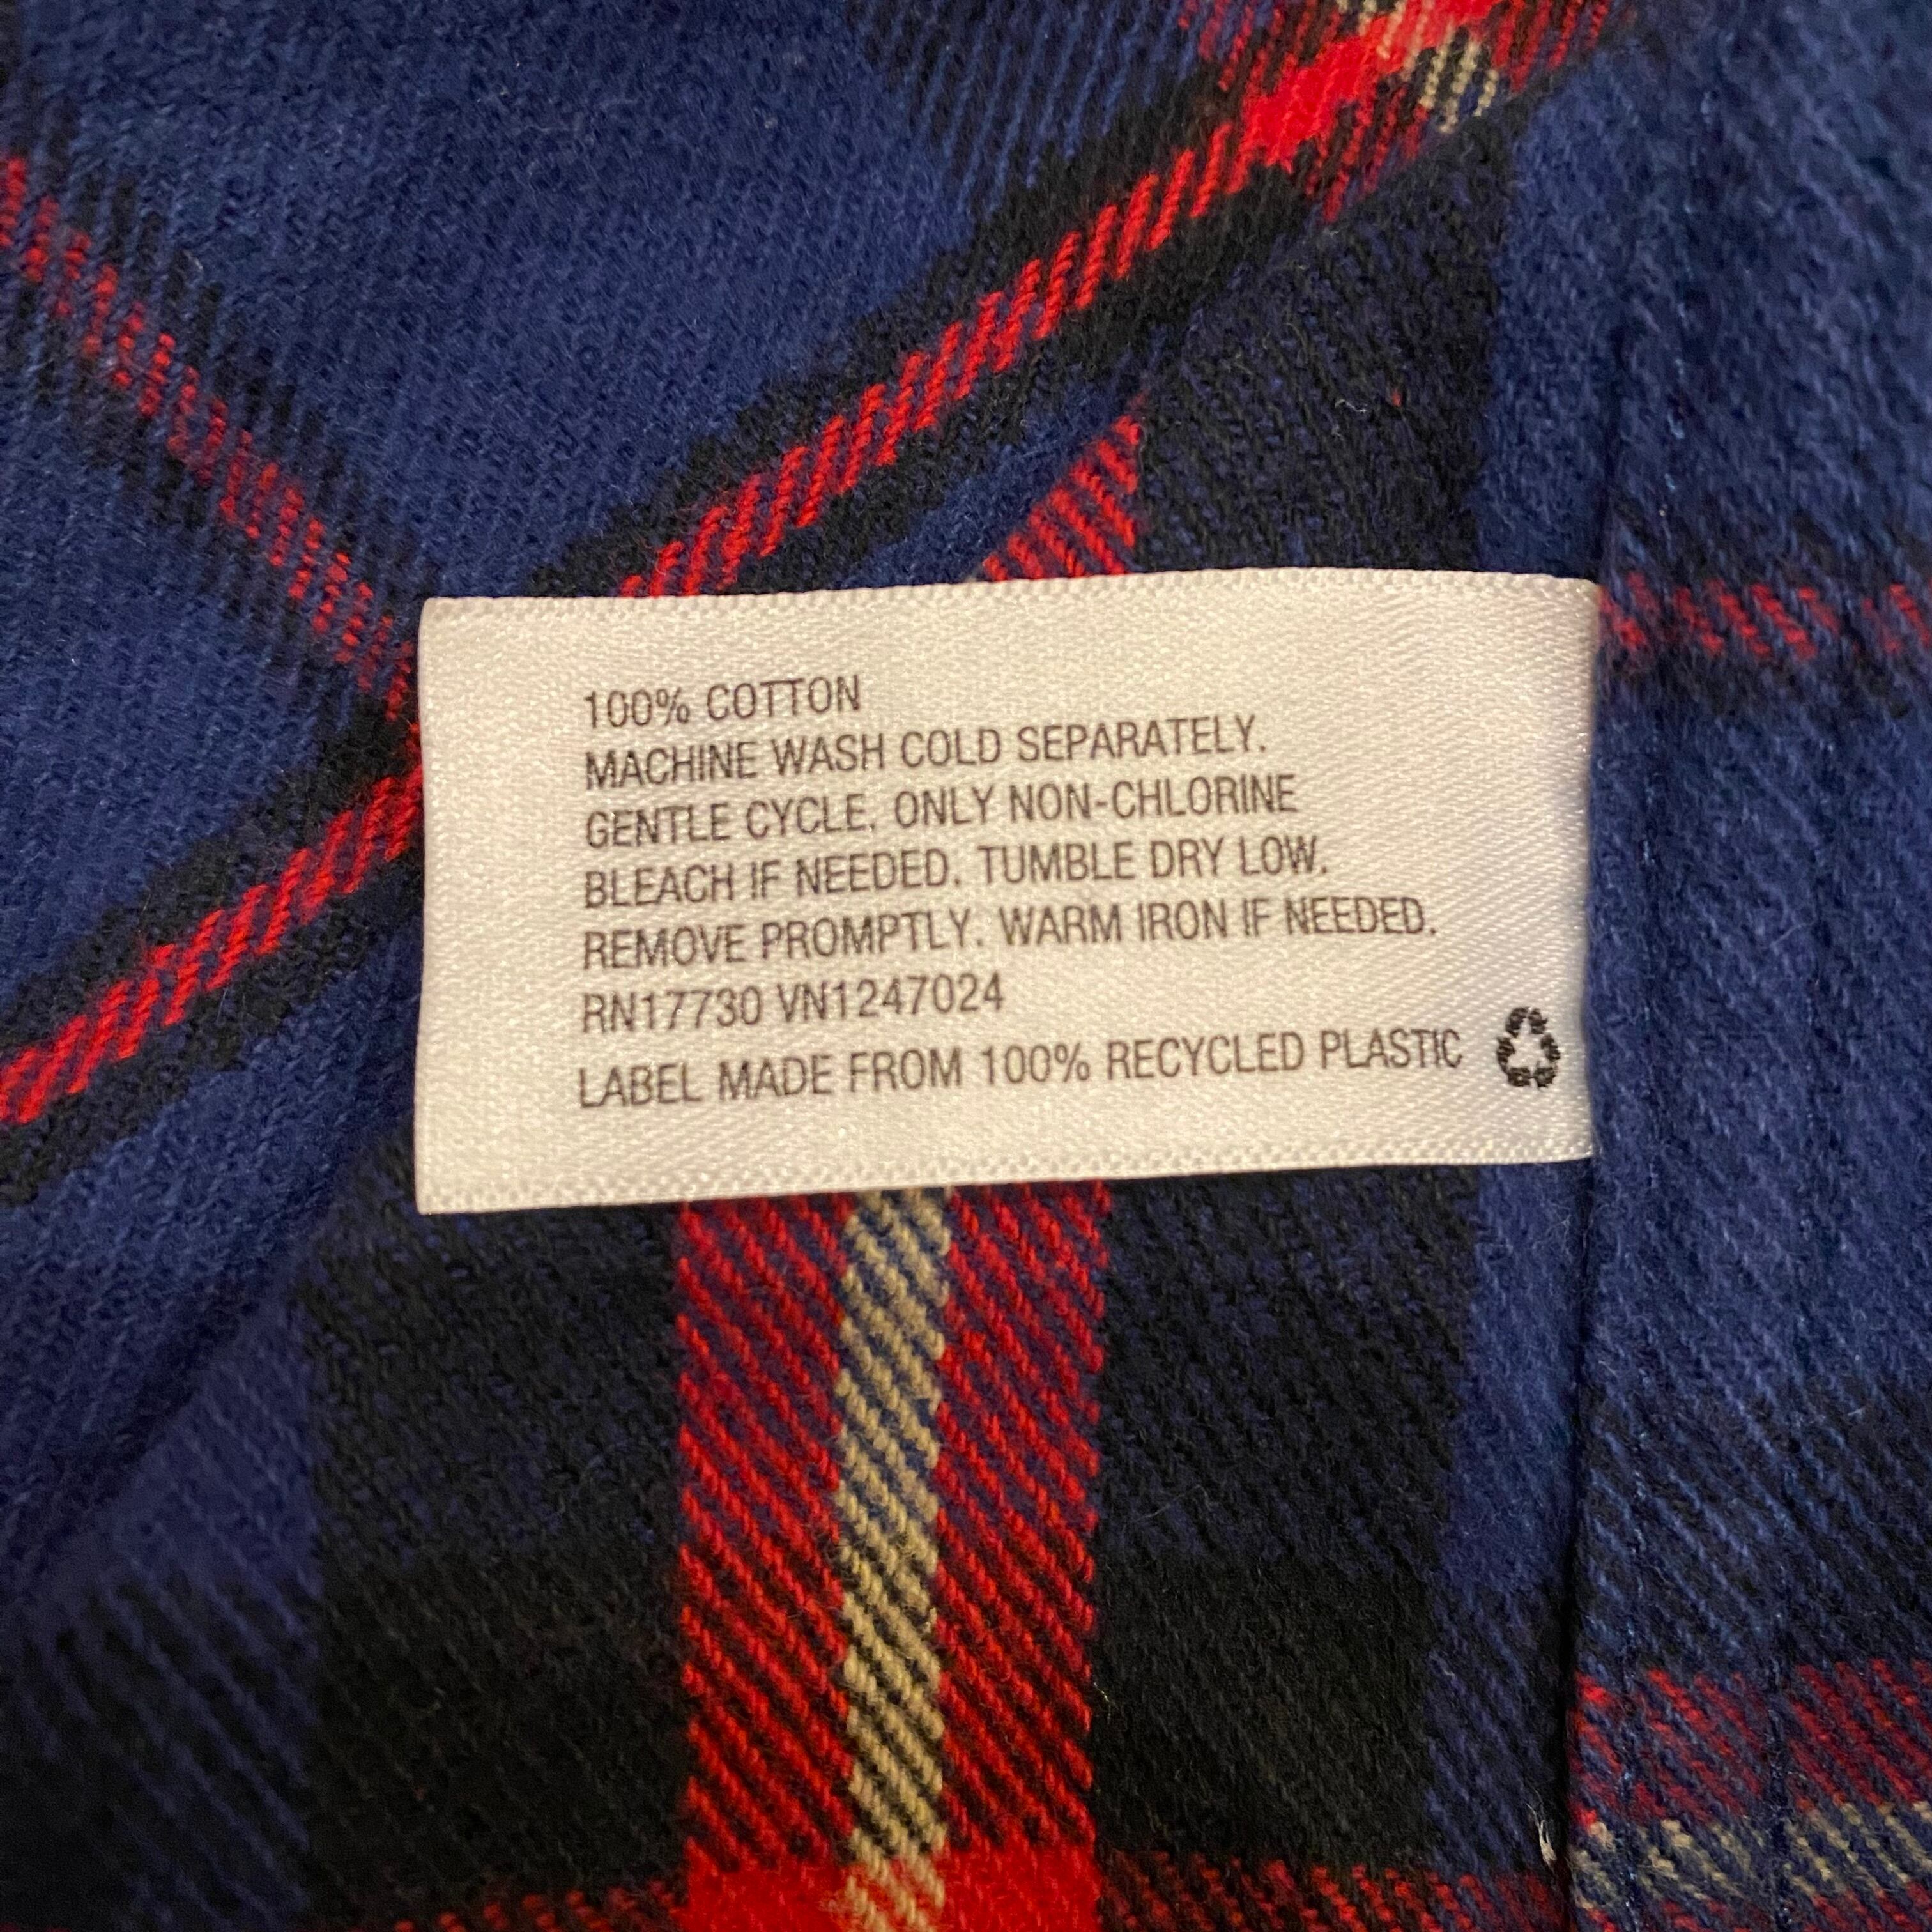 100% COTTON
MACHINE WASH COLD SEPARATELY.
GENTLE CYCLE. ONLY NON-CHLORINE
BLEACH IF NEEDED. TUMBLE DRY LOW.
REMOVE PROMPTLY. WARM IRON IF NEEDED.
RN17730 VN1247024
LABEL MADE FROM 100% RECYCLED PLASTIC